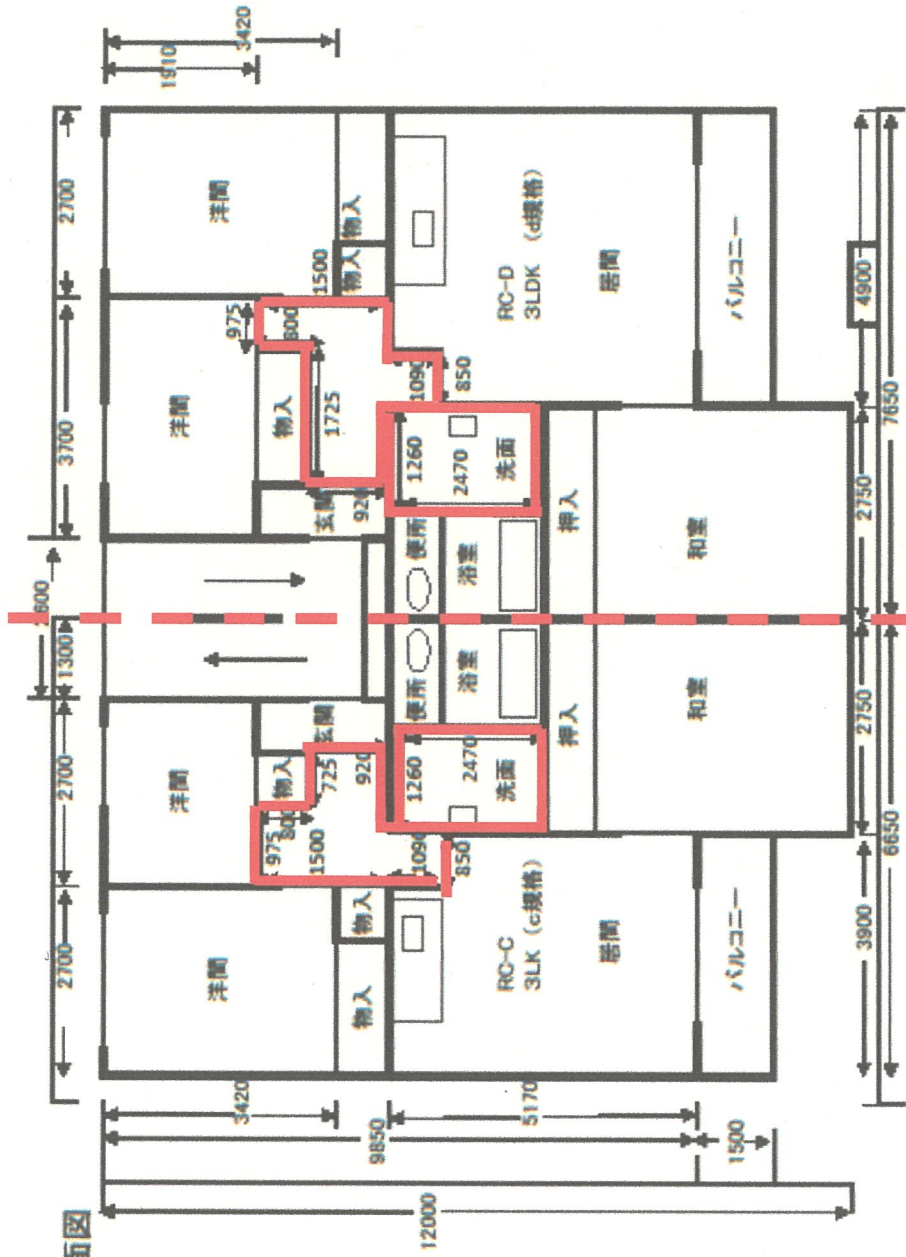 3420
1910
2700
3700
2600
1300
2700
2700
洋間
洋間
洋間
洋間
975
800
1500
物入
物入
物入
1725
玄関
920
玄関
物入
725
920
975
800
1500
物入
物入
3420
9850
5170
1500
12000
面図
便所
便所
浴室
浴室
1260
2470
洗面
1260
2470
洗面
1090
850
1090
850
RC-D
3LDK (d規格)
居間
RC-C
3LK (c規格)
居間
押入
押入
和室
和室
バルコニー
バルコニー
4900
2750
2750
3900
7650
6650